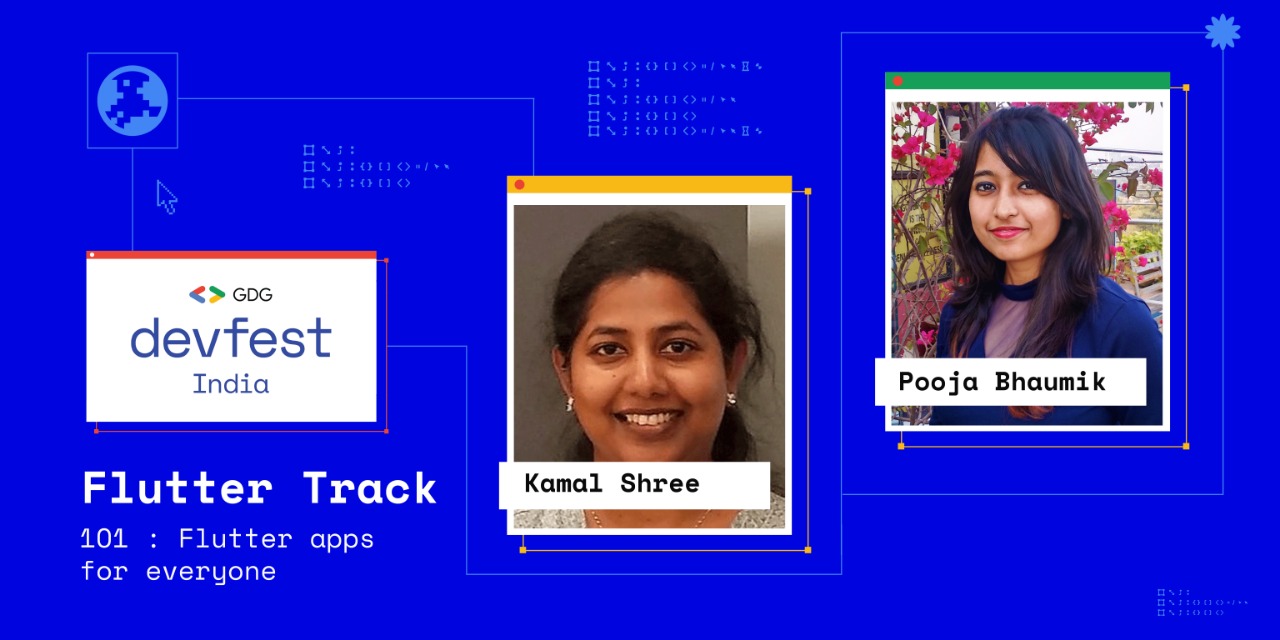 GDG
devfest
India
Flutter Track
101 : Flutter apps
for everyone
Kamal Shree
Pooja Bhaumik